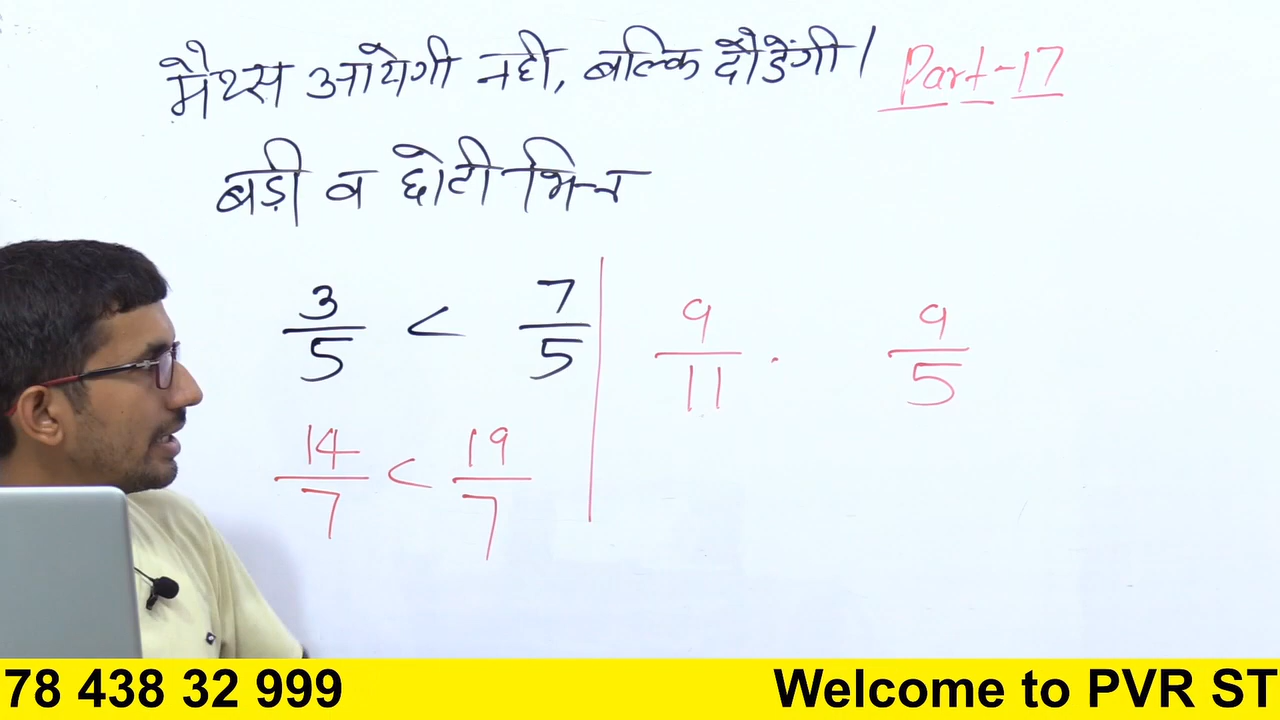 मैथ्स आयेगी नही, बल्कि दौडेंगी। Part-17
बड़ी व छोटी भिन्न
3/5 < 7/5
9/11 . 9/5
14/7 < 19/7
78 438 32 999
Welcome to PVR ST